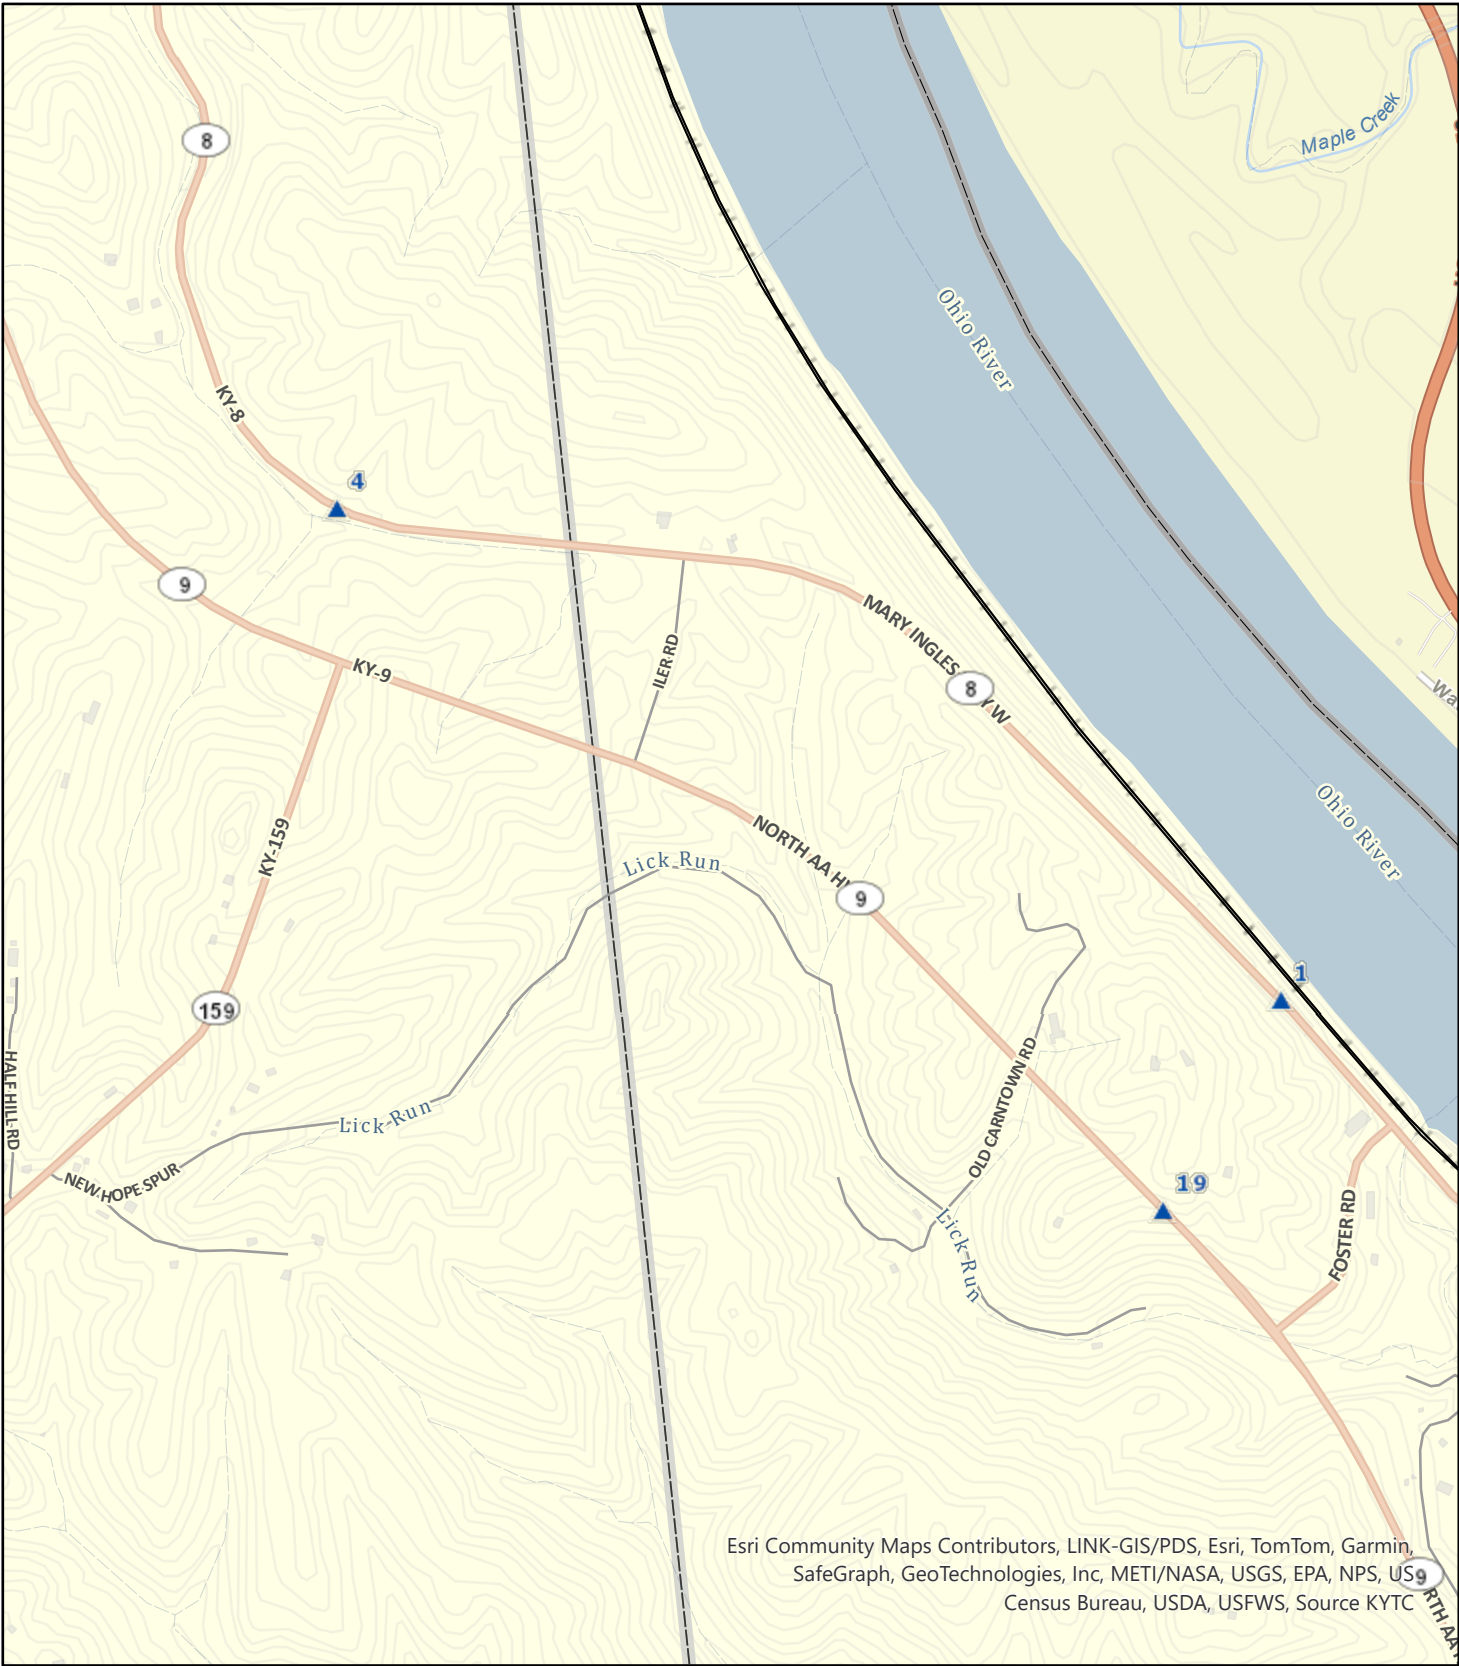 Maple Creek
8
Ohio River
KY-8
4
9
MARY INGLES
Y W
8
ILER RD
KY-9
Ohio River
KY-159
NORTH AA H
9
Lick Run
1
159
HALF HILL RD
Lick Run
OLD CARNTOWN RD
NEW HOPE SPUR
19
FOSTER RD
Lick Run
Esri Community Maps Contributors, LINK-GIS/PDS, Esri, TomTom, Garmin,
SafeGraph, GeoTechnologies, Inc, METI/NASA, USGS, EPA, NPS, US
Census Bureau, USDA, USFWS, Source KYTC
9
RTH AA